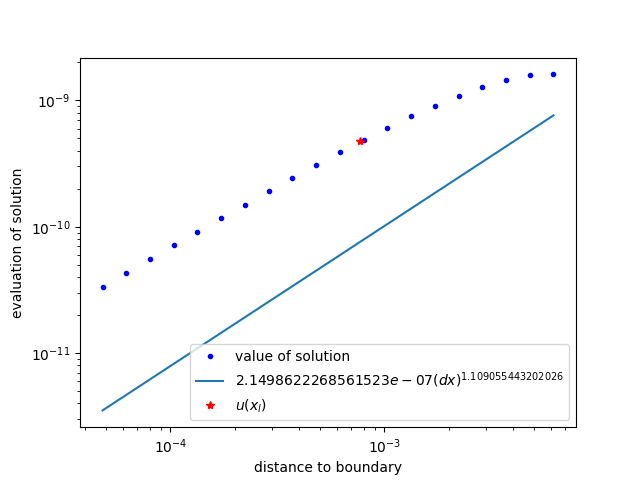 10⁻⁹
10⁻¹⁰
10⁻¹¹
evaluation of solution
value of solution
2.1498622268561523e − 07(dx)^1.109055443202026
u(x_l)
10⁻⁴ 10⁻³
distance to boundary